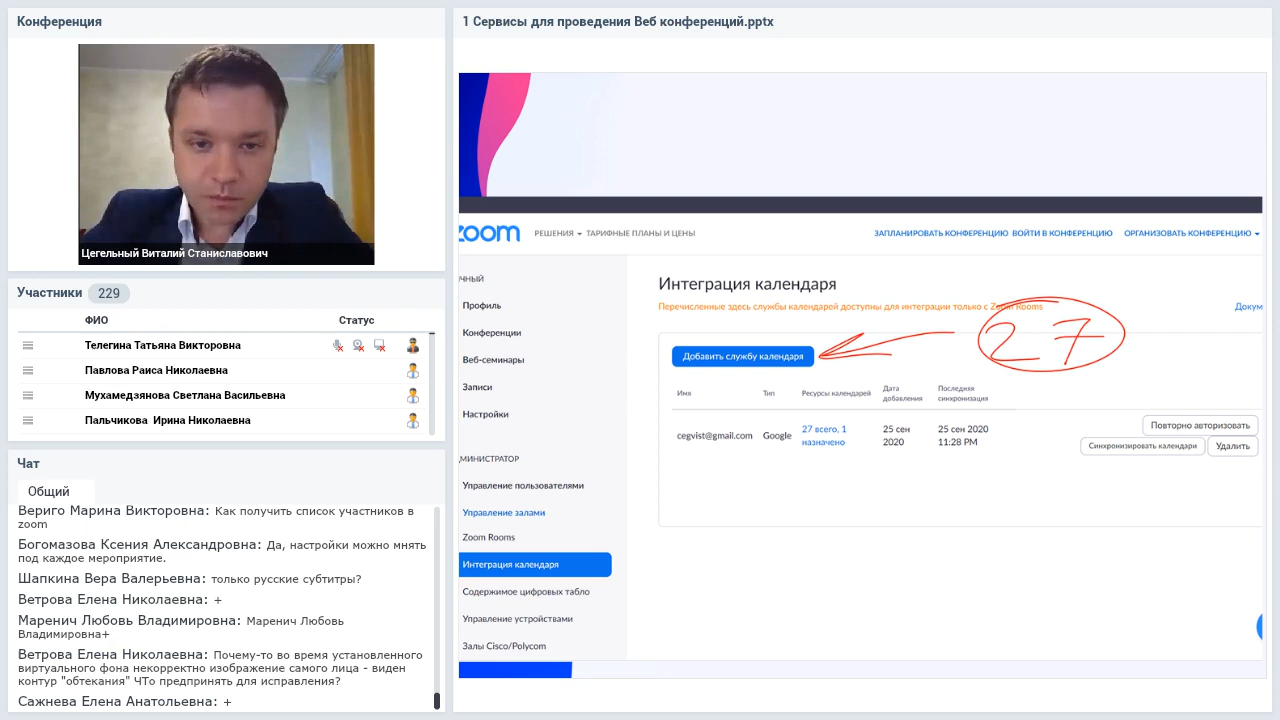 Конференция
Цегельный Виталий Станиславович
Участники 229
ФИО Статус
Телегина Татьяна Викторовна
Павлова Раиса Николаевна
Мухамедзянова Светлана Васильевна
Пальчикова Ирина Николаевна
Чат
Общий
Вериго Марина Викторовна: Как получить список участников в
zoom
Богомазова Ксения Александровна: Да, настройки можно мнять
под каждое мероприятие.
Шапкина Вера Валерьевна: только русские субтитры?
Ветрова Елена Николаевна: +
Маренич Любовь Владимировна: Маренич Любовь
Владимировна+
Ветрова Елена Николаевна: Почему-то во время установленного
виртуального фона некорректно изображение самого лица - виден
контур "обтекания" ЧТо предпринять для исправления?
Сажнева Елена Анатольевна: +
1 Сервисы для проведения Веб конференций.pptx
zoom РЕШЕНИЯ ТАРИФНЫЕ ПЛАНЫ И ЦЕНЫ ЗАПЛАНИРОВАТЬ КОНФЕРЕНЦИЮ ВОЙТИ В КОНФЕРЕНЦИЮ ОРГАНИЗОВАТЬ КОНФЕРЕНЦИЮ
ЧНЫЙ
Профиль
Конференции
Веб-семинары
Записи
Настройки
ДМИНИСТРАТОР
Управление пользователями
Управление залами
Zoom Rooms
Интеграция календаря
Содержимое цифровых табло
Управление устройствами
Залы Cisco/Polycom
Интеграция календаря
Перечисленные здесь службы календарей доступны для интеграции только с Zoom Rooms
Докум
27
Добавить службу календаря
Имя Тип Ресурсы календарей Дата добавления Последняя синхронизация
cegvist@gmail.com Google 27 всего, 1 назначено 25 сен 2020 25 сен 2020 11:28 PM
Повторно авторизовать
Синхронизировать календари Удалить